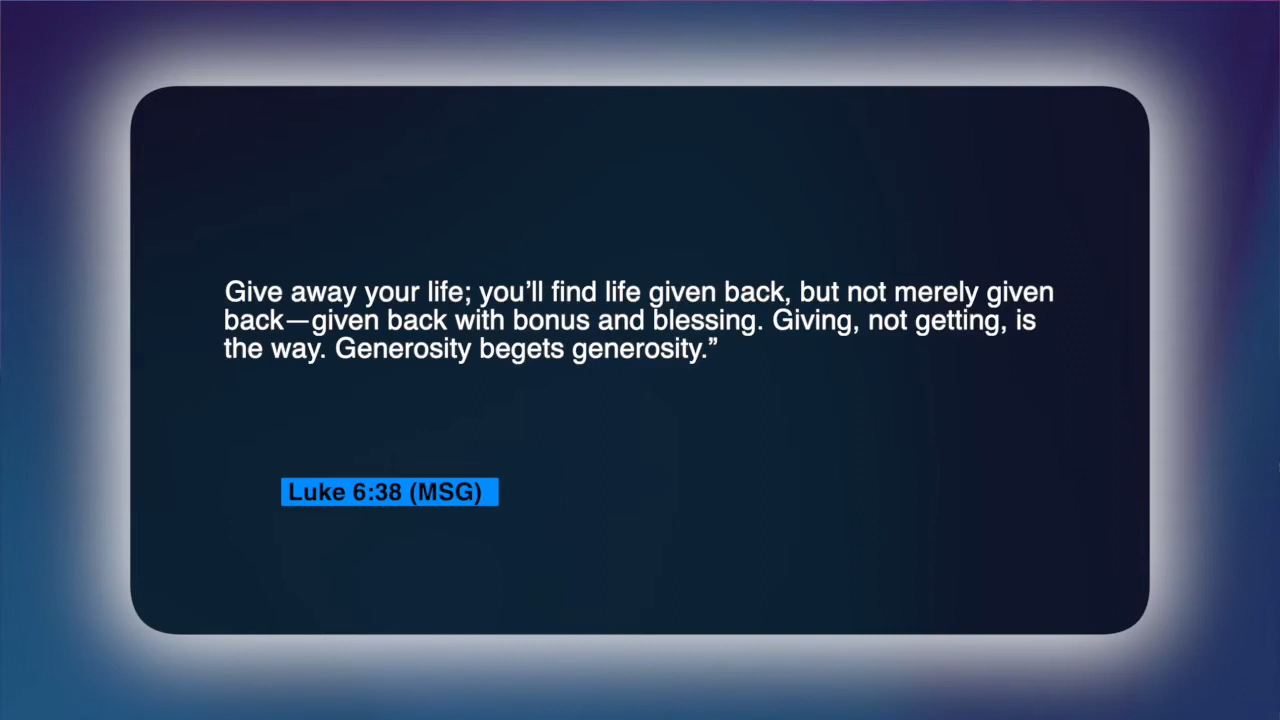 Give away your life; you’ll find life given back, but not merely given
back—given back with bonus and blessing. Giving, not getting, is
the way. Generosity begets generosity.”
Luke 6:38 (MSG)